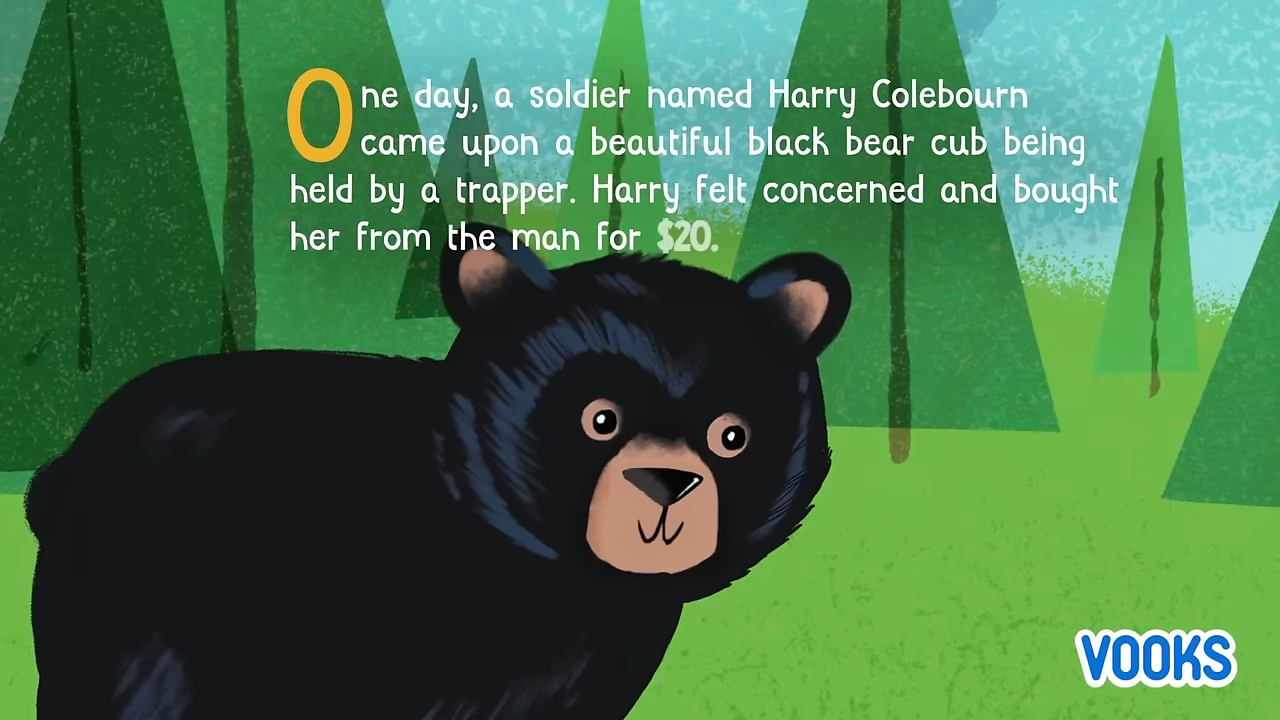 One day, a soldier named Harry Colebourn
came upon a beautiful black bear cub being
held by a trapper. Harry felt concerned and bought
her from the man for $20.
VOOKS